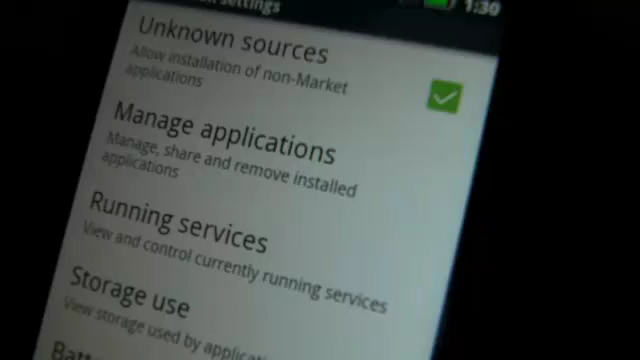 settings
1:30
Unknown sources
Allow installation of non-Market
applications
Manage applications
Manage, share and remove installed
applications
Running services
View and control currently running services
Storage use
View storage used by